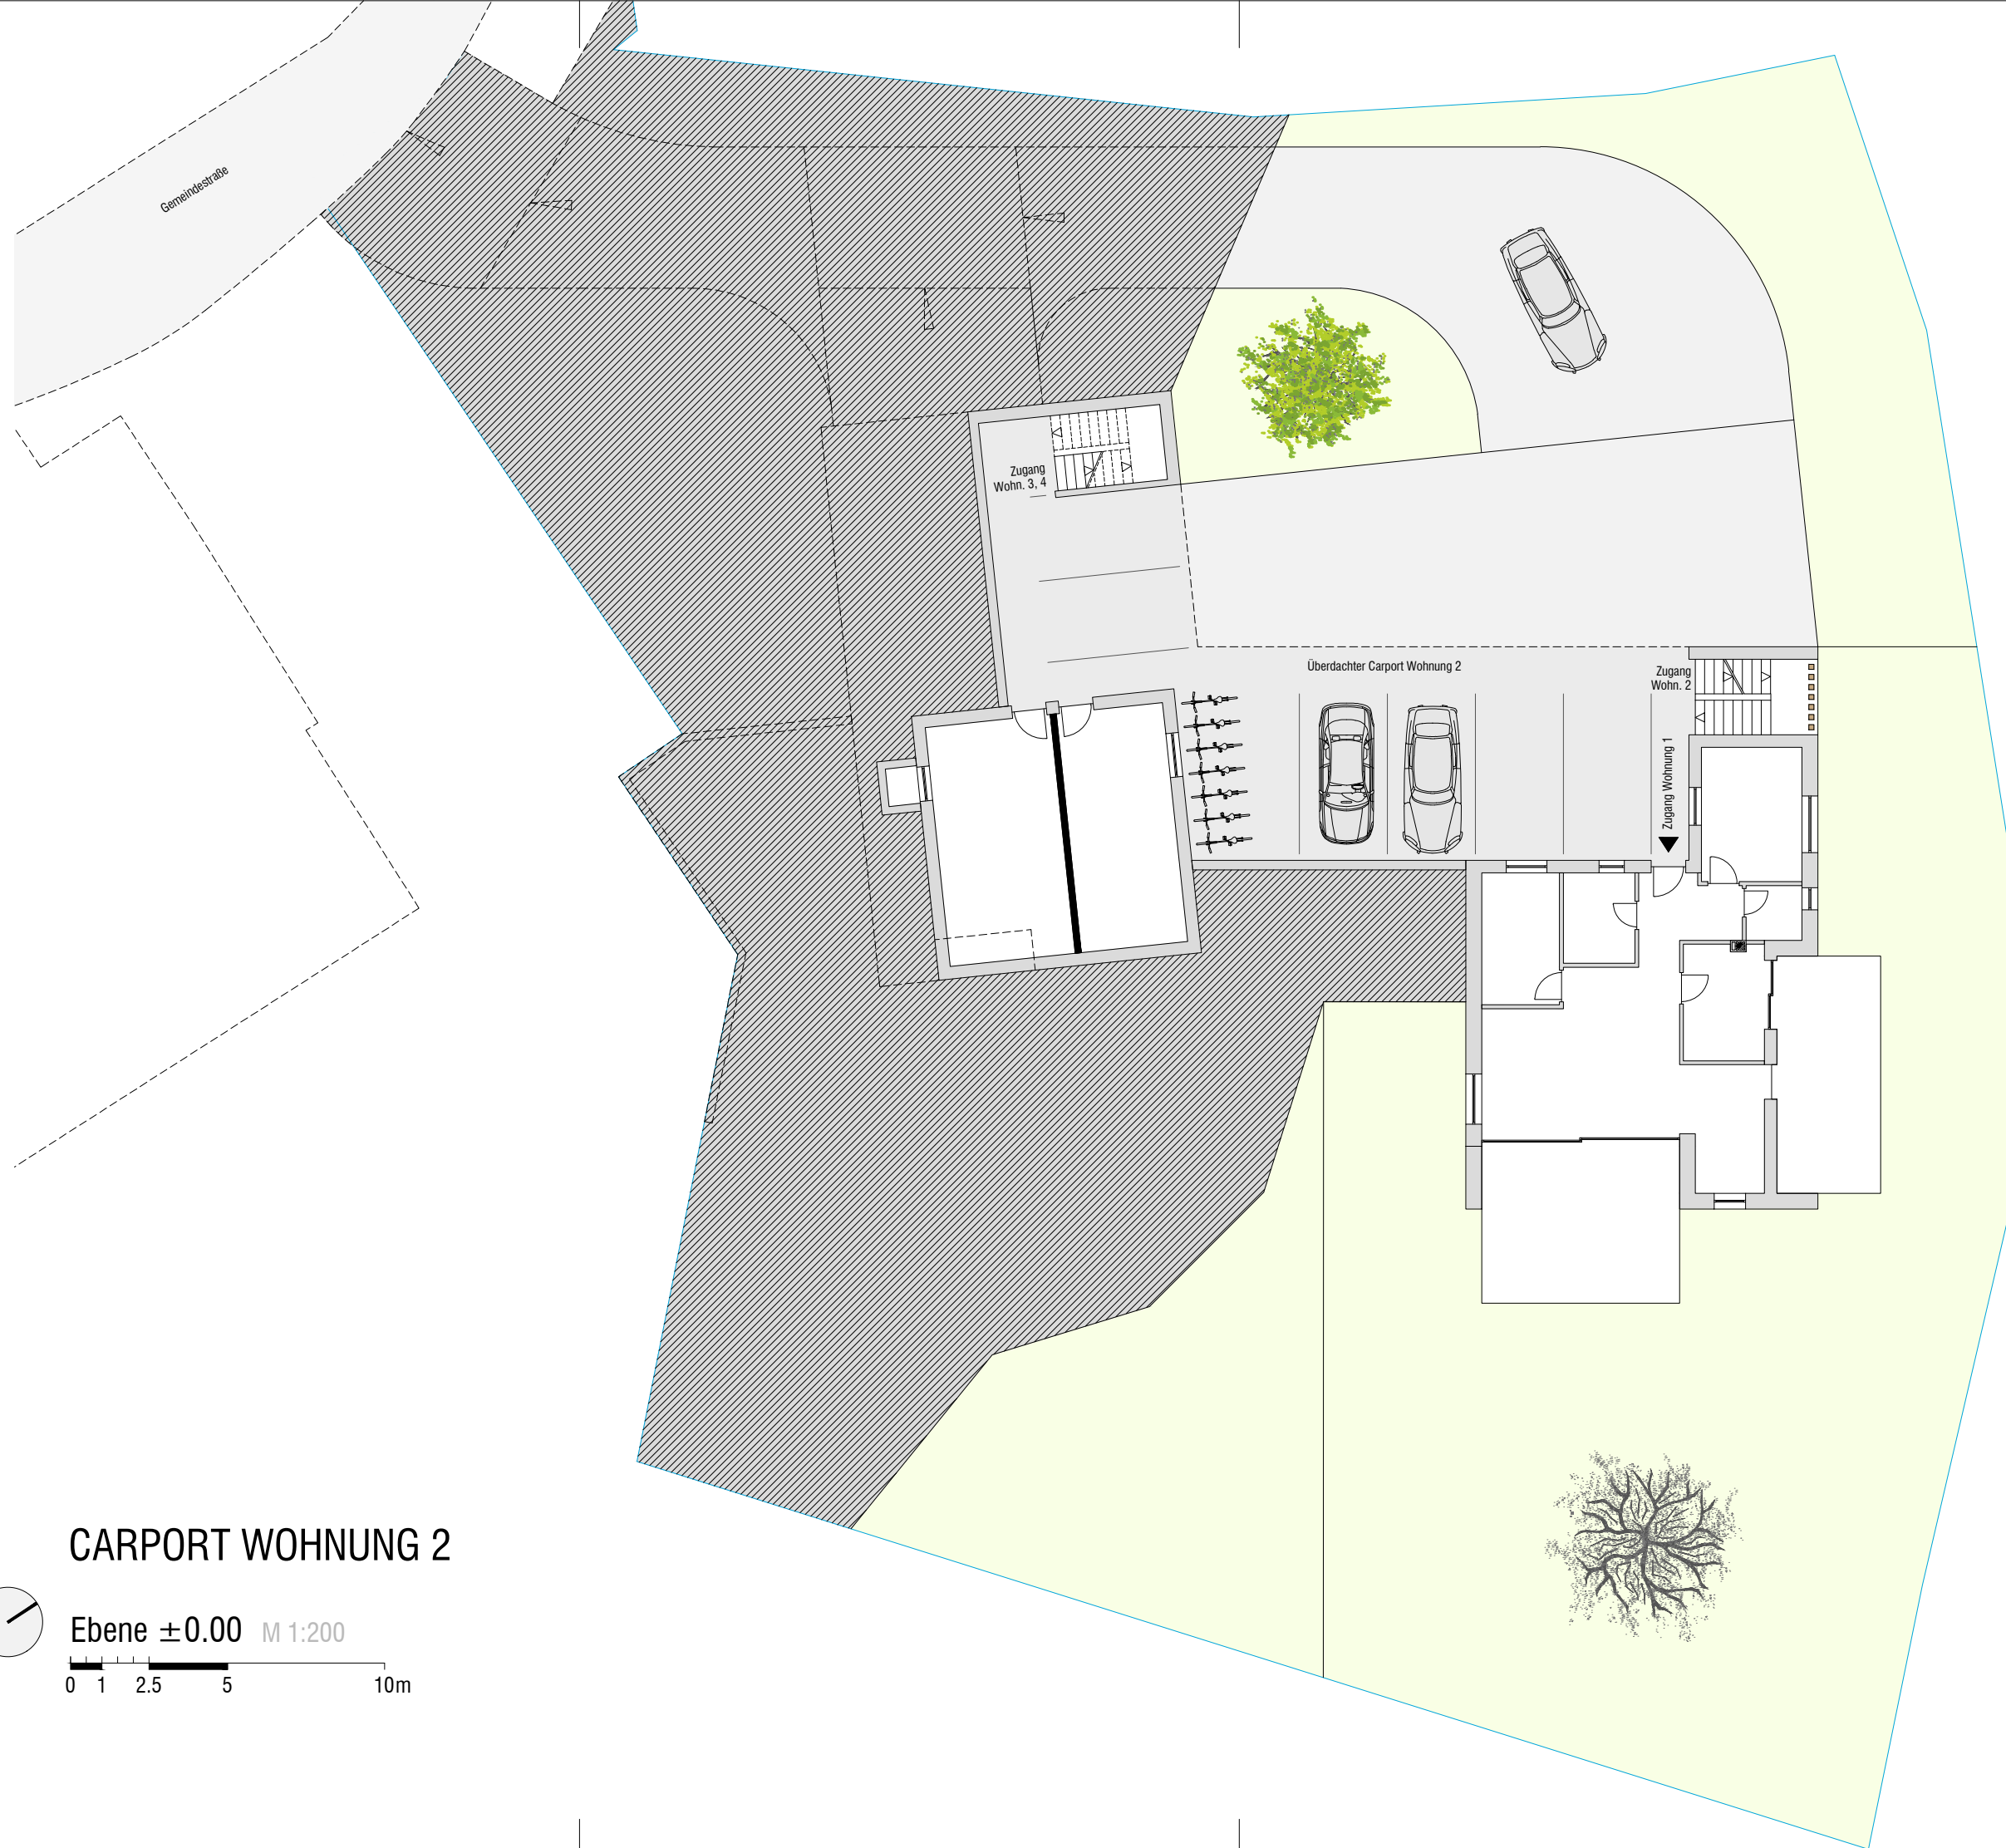 Gemeindestraße
Zugang
Wohn. 3, 4
Überdachter Carport Wohnung 2
Zugang
Wohn. 2
Zugang Wohnung 1
CARPORT WOHNUNG 2
Ebene ±0.00 M 1:200
0 1 2.5 5 10m